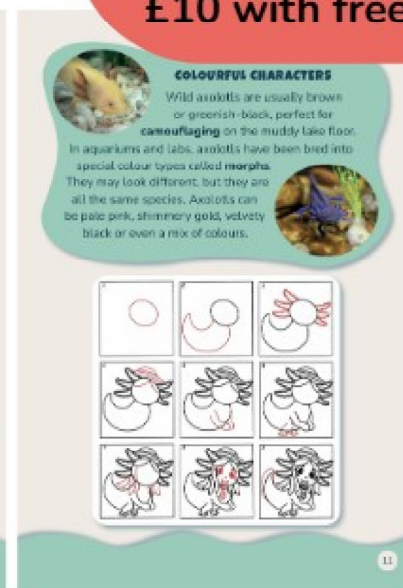 £10 with free
COLOURFUL CHARACTERS
Wild axolotls are usually brown
or greenish-black, perfect for
camouflaging on the muddy lake floor.
In aquariums and labs, axolotls have been bred into
special colour types called morphs.
They may look different, but they are
all the same species. Axolotls can
be pale pink, shimmery gold, velvety
black or even a mix of colours.
11